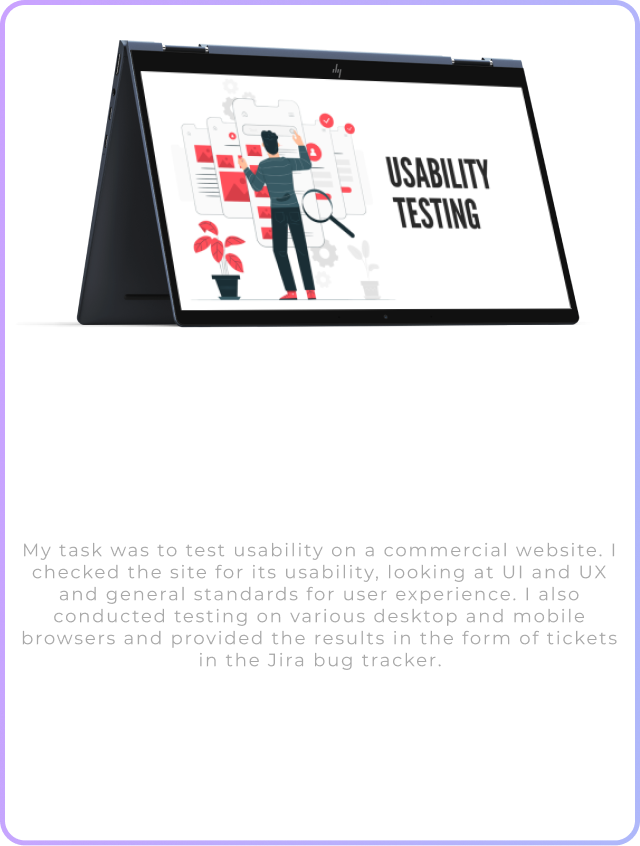 hp
USABILITY
TESTING
My task was to test usability on a commercial website. I
checked the site for its usability, looking at UI and UX
and general standards for user experience. I also
conducted testing on various desktop and mobile
browsers and provided the results in the form of tickets
in the Jira bug tracker.